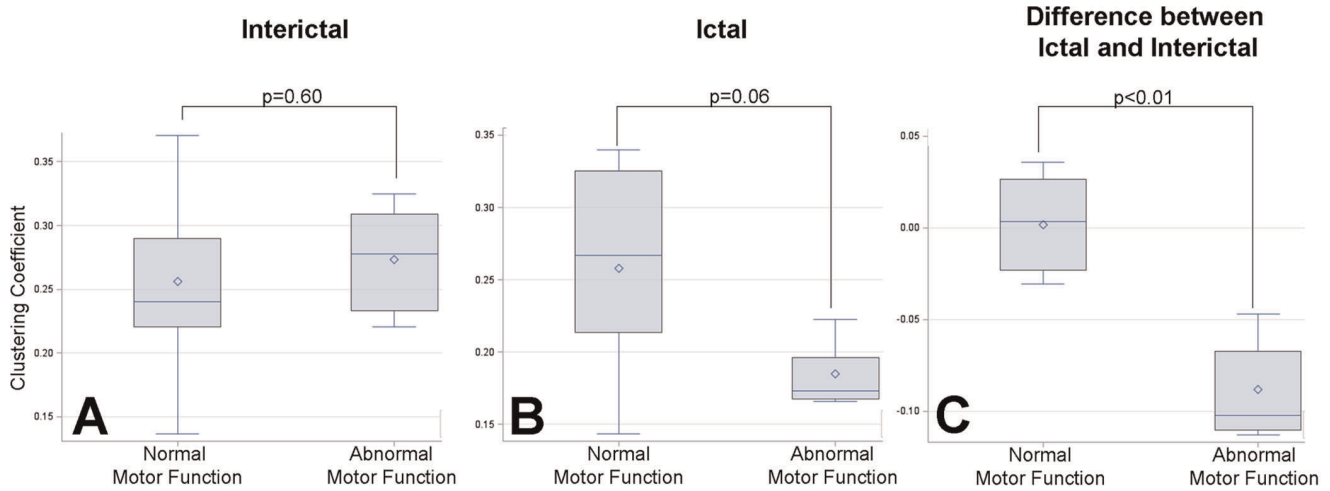 Interictal
Ictal
Difference between
Ictal and Interictal
p=0.60
p=0.06
p<0.01
Clustering Coefficient
0.35
0.30
0.25
0.20
0.15
A
Normal
Motor Function
Abnormal
Motor Function
0.35
0.30
0.25
0.20
0.15
B
Normal
Motor Function
Abnormal
Motor Function
0.05
0.00
-0.05
-0.10
C
Normal
Motor Function
Abnormal
Motor Function